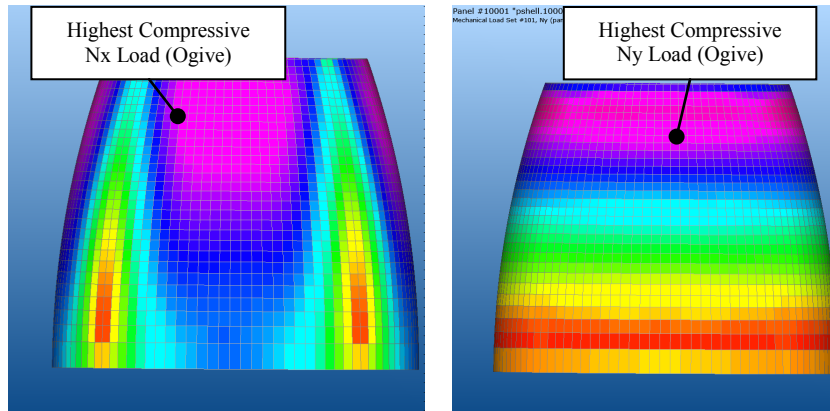 Highest Compressive
Nx Load (Ogive)
Panel #10001 "pshell.1000
Mechanical Load Set #101, Ny (pan
Highest Compressive
Ny Load (Ogive)